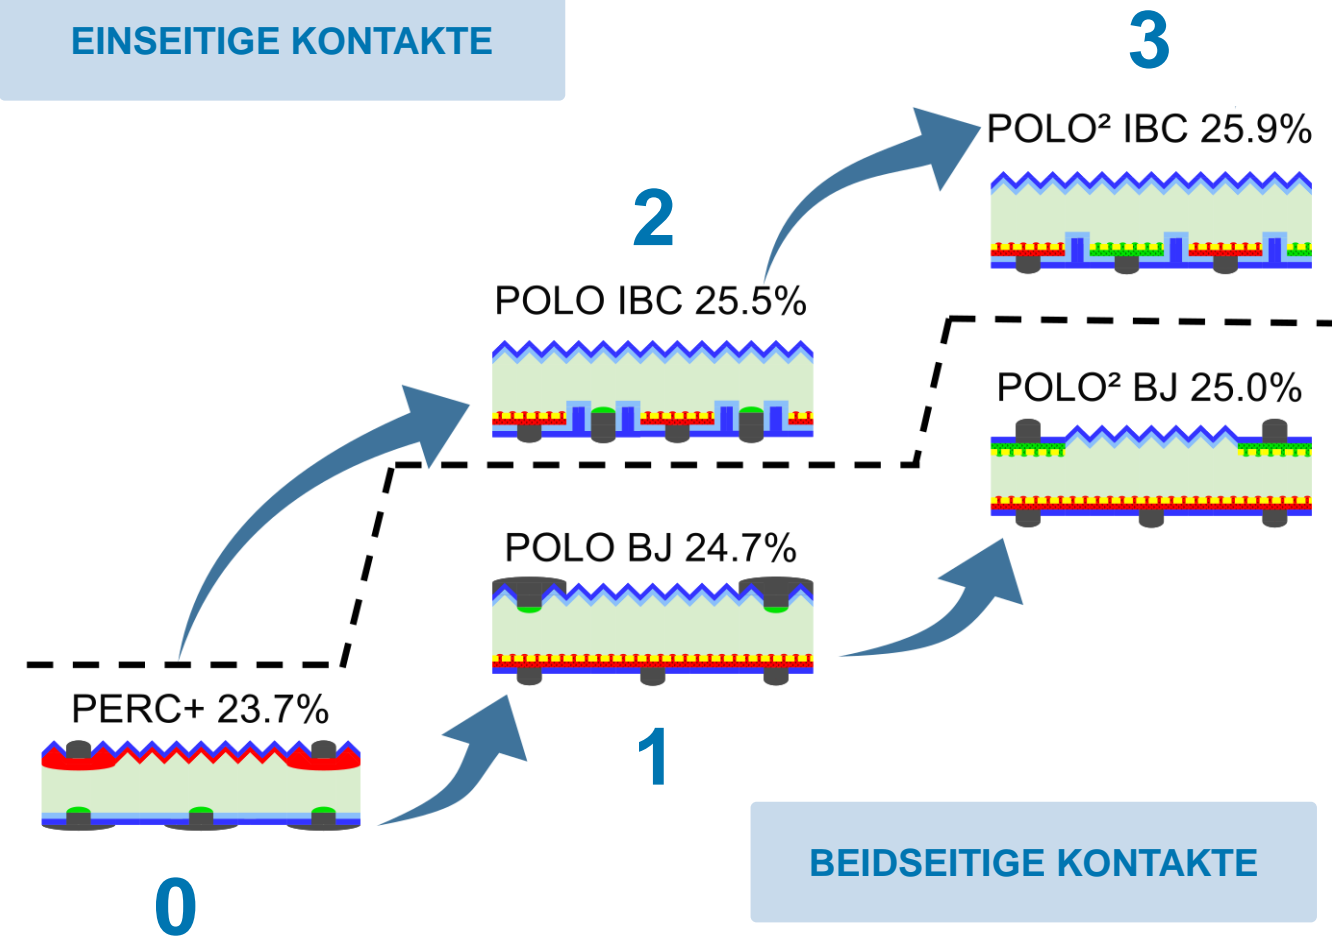 EINSEITIGE KONTAKTE
3
POLO² IBC 25.9%
2
POLO IBC 25.5%
POLO² BJ 25.0%
POLO BJ 24.7%
PERC+ 23.7%
1
BEIDSEITIGE KONTAKTE
0